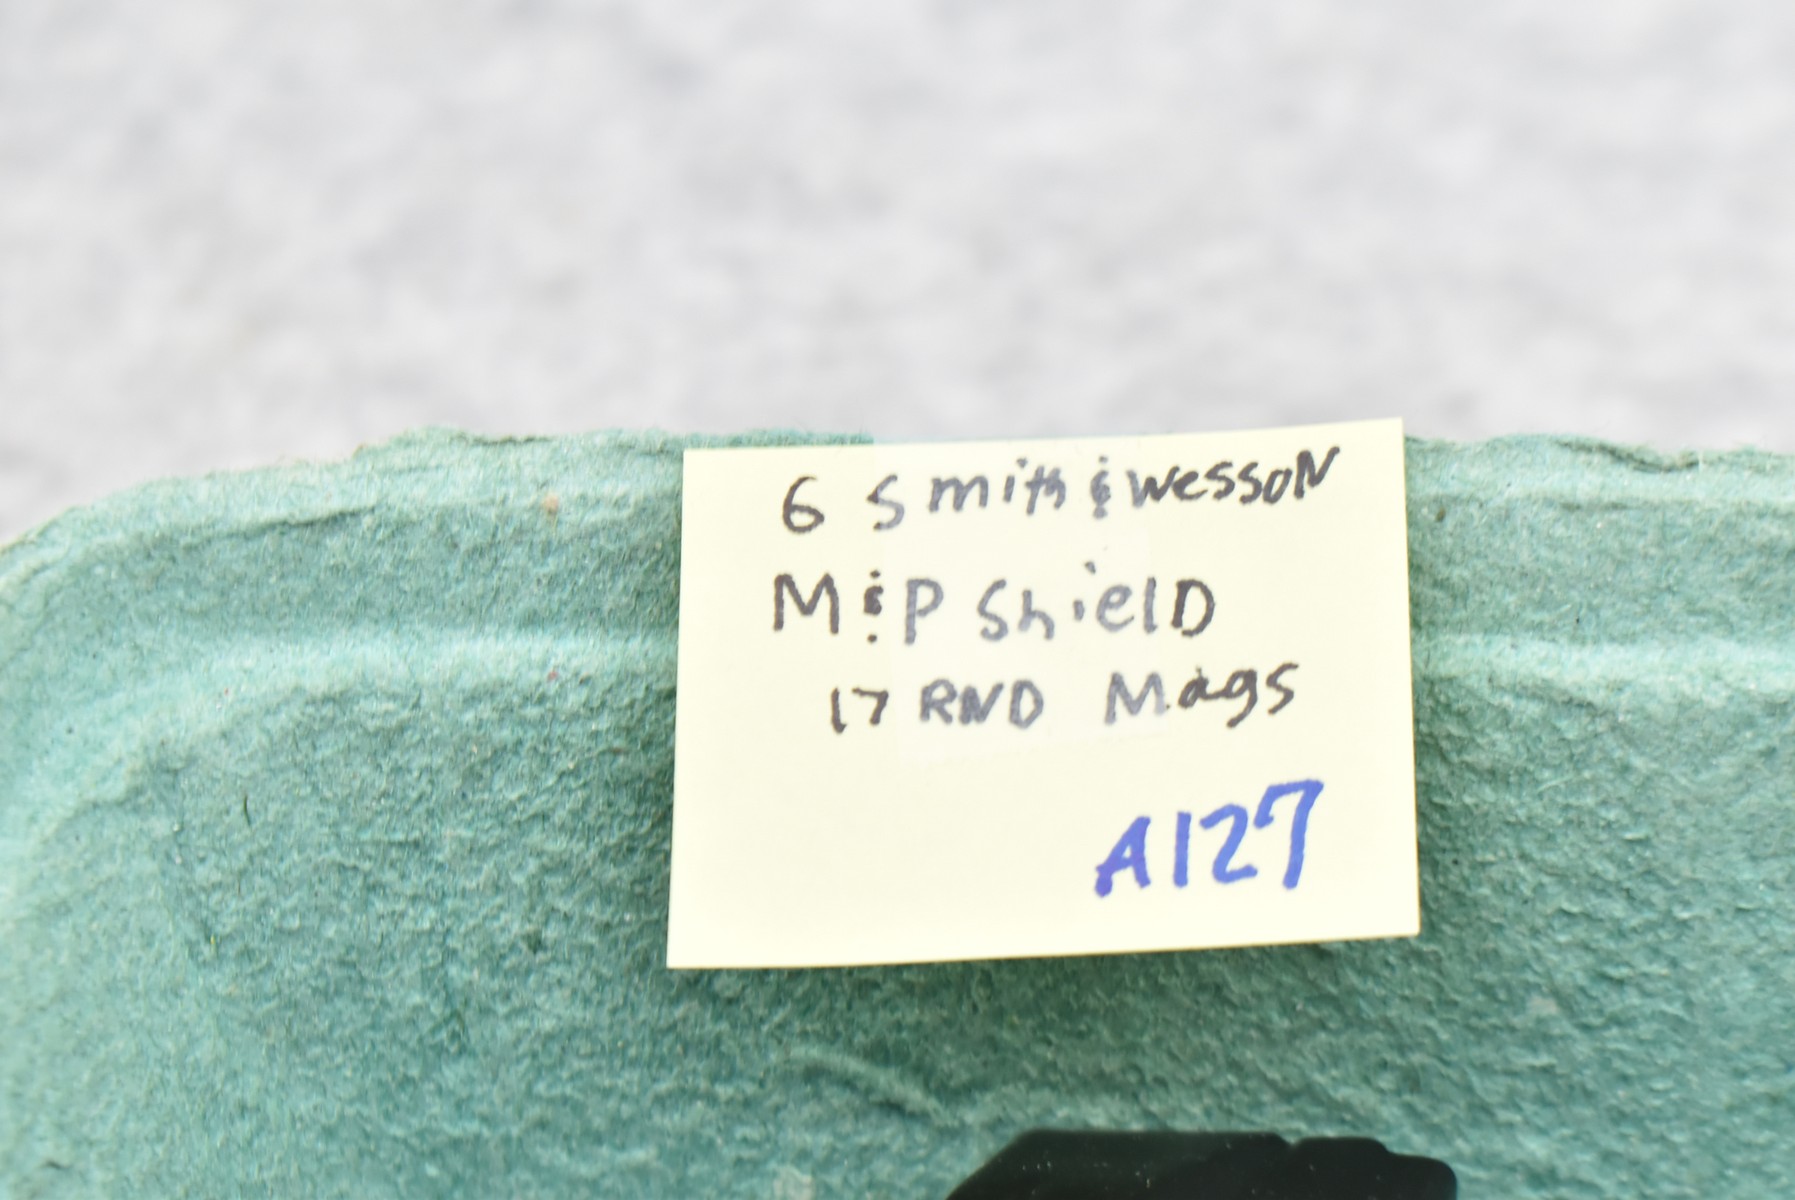 6 Smith & Wesson
M & P ShielD
17 RND Mags
A127